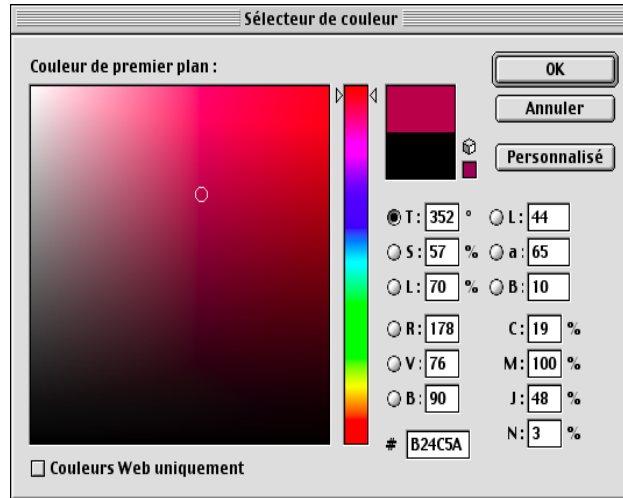 Sélecteur de couleur
Couleur de premier plan :
OK
Annuler
Personnalisé
T: 352 ° L: 44
S: 57 % a: 65
L: 70 % B: 10
R: 178 C: 19 %
V: 76 M: 100 %
B: 90 J: 48 %
# B24C5A N: 3 %
Couleurs Web uniquement